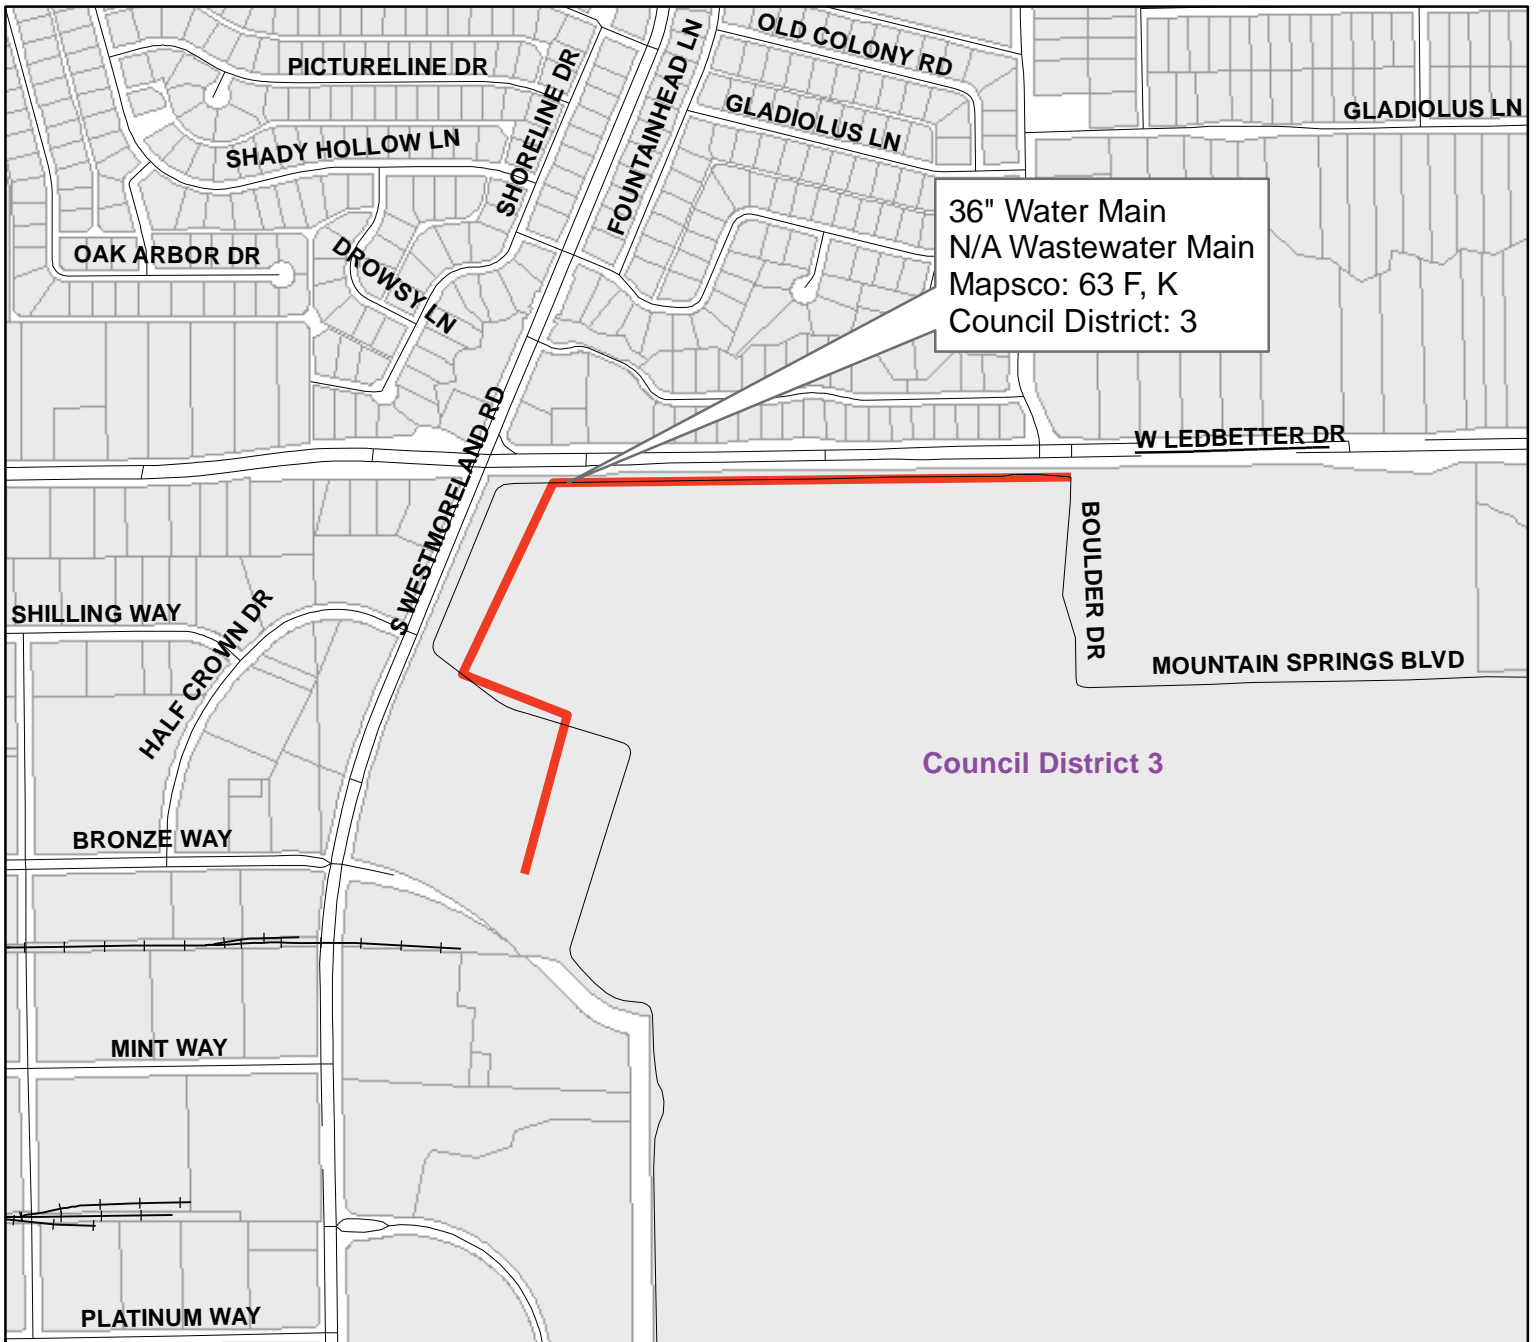 OLD COLONY RD
PICTURELINE DR
SHORELINE DR
FOUNTAINHEAD LN
GLADIOLUS LN
GLADIOLUS LN
SHADY HOLLOW LN
36" Water Main
N/A Wastewater Main
Mapsco: 63 F, K
Council District: 3
OAK ARBOR DR
DROWSY LN
S WESTMORELAND RD
W LEDBETTER DR
BOULDER DR
SHILLING WAY
HALF CROWN DR
MOUNTAIN SPRINGS BLVD
Council District 3
BRONZE WAY
MINT WAY
PLATINUM WAY